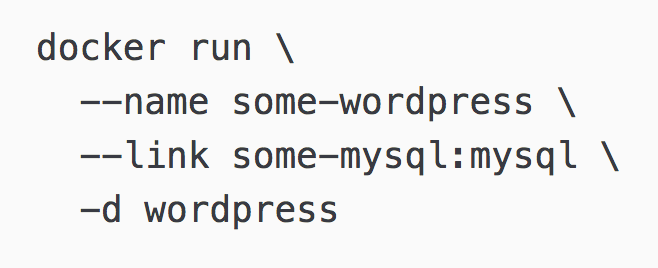 docker run \
  --name some-wordpress \
  --link some-mysql:mysql \
  -d wordpress